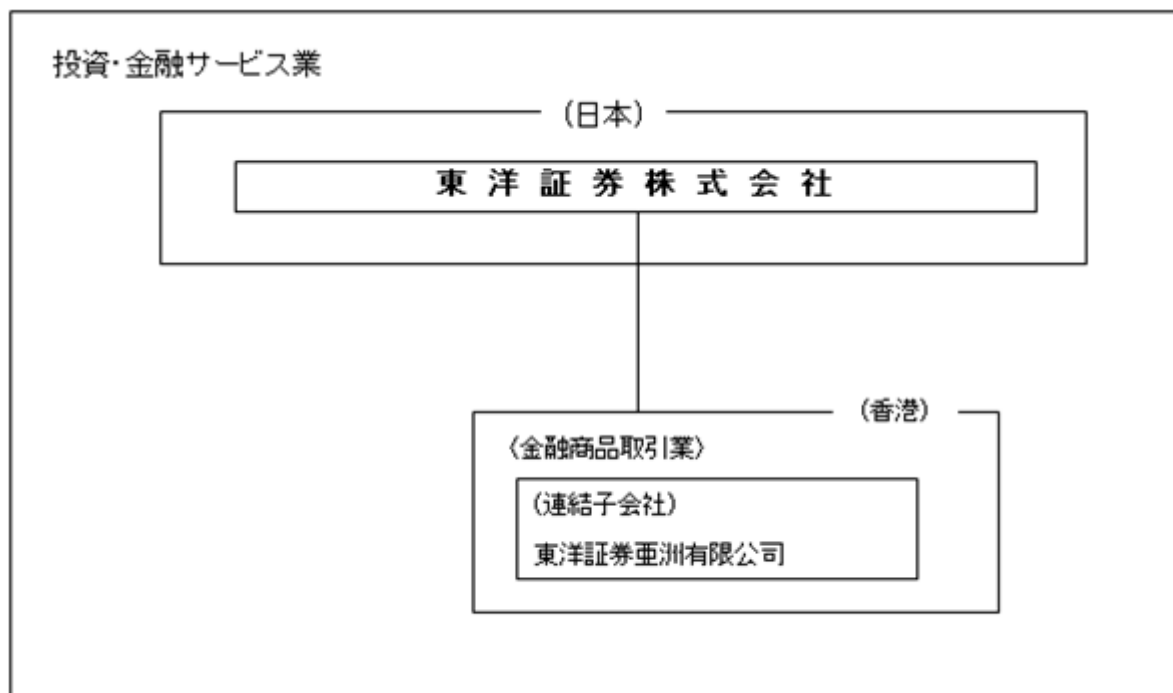 投資・金融サービス業
(日本)
東洋証券株式会社
(香港)
〈金融商品取引業〉
(連結子会社)
東洋証券亜洲有限公司